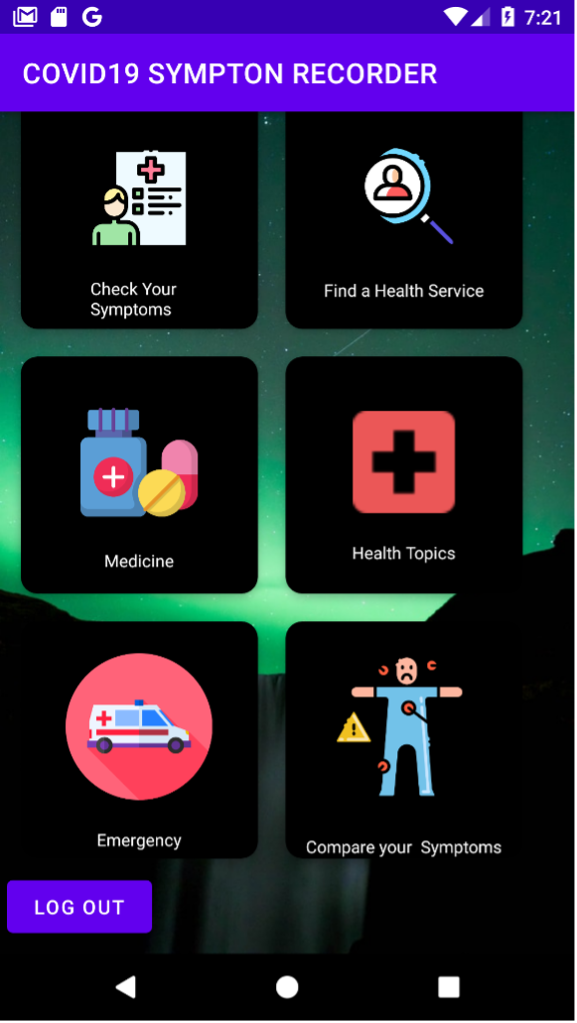 7:21
COVID19 SYMPTON RECORDER
Check Your
Symptoms
Find a Health Service
Medicine
Health Topics
Emergency
Compare your  Symptoms
LOG OUT